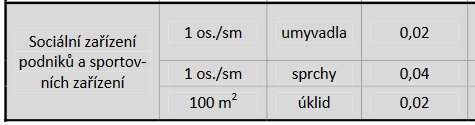 Sociální zařízení
podniků a sportov-
ních zařízení
1 os./sm umyvadla 0,02
1 os./sm sprchy 0,04
100 m² úklid 0,02